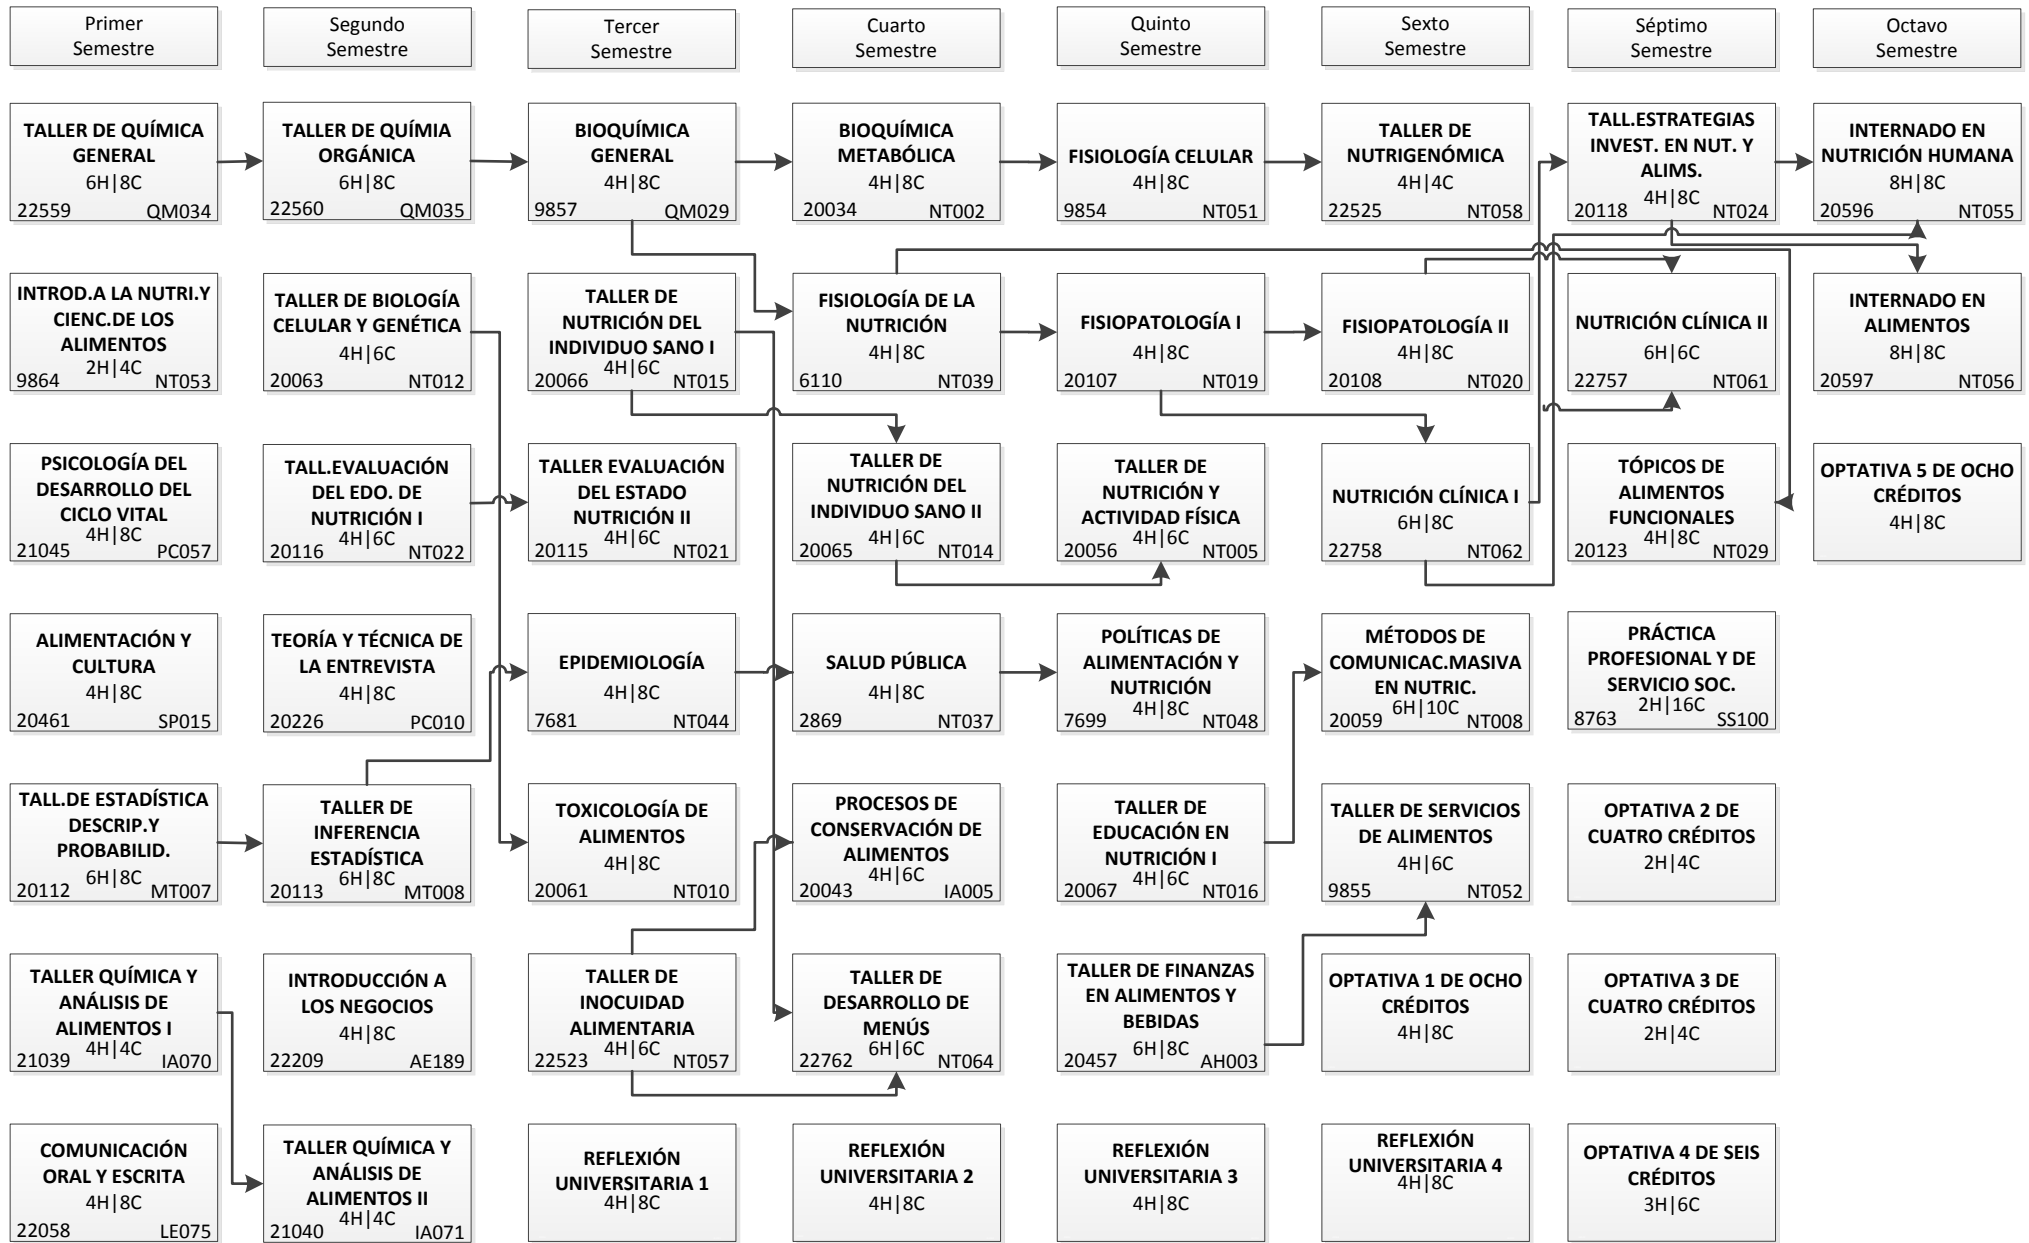 Primer
Semestre
Segundo
Semestre
Tercer
Semestre
Cuarto
Semestre
Quinto
Semestre
Sexto
Semestre
Séptimo
Semestre
Octavo
Semestre
TALLER DE QUÍMICA
GENERAL
6H|8C
22559 QM034
TALLER DE QUÍMIA
ORGÁNICA
6H|8C
22560 QM035
BIOQUÍMICA
GENERAL
4H|8C
9857 QM029
BIOQUÍMICA
METABÓLICA
4H|8C
20034 NT002
FISIOLOGÍA CELULAR
4H|8C
9854 NT051
TALLER DE
NUTRIGENÓMICA
4H|4C
22525 NT058
TALL.ESTRATEGIAS
INVEST. EN NUT. Y
ALIMS.
4H|8C
20118 NT024
INTERNADO EN
NUTRICIÓN HUMANA
8H|8C
20596 NT055
INTROD.A LA NUTRI.Y
CIENC.DE LOS
ALIMENTOS
2H|4C
9864 NT053
TALLER DE BIOLOGÍA
CELULAR Y GENÉTICA
4H|6C
20063 NT012
TALLER DE
NUTRICIÓN DEL
INDIVIDUO SANO I
4H|6C
20066 NT015
FISIOLOGÍA DE LA
NUTRICIÓN
4H|8C
6110 NT039
FISIOPATOLOGÍA I
4H|8C
20107 NT019
FISIOPATOLOGÍA II
4H|8C
20108 NT020
NUTRICIÓN CLÍNICA II
6H|6C
22757 NT061
INTERNADO EN
ALIMENTOS
8H|8C
20597 NT056
PSICOLOGÍA DEL
DESARROLLO DEL
CICLO VITAL
4H|8C
21045 PC057
TALL.EVALUACIÓN
DEL EDO. DE
NUTRICIÓN I
4H|6C
20116 NT022
TALLER EVALUACIÓN
DEL ESTADO
NUTRICIÓN II
4H|6C
20115 NT021
TALLER DE
NUTRICIÓN DEL
INDIVIDUO SANO II
4H|6C
20065 NT014
TALLER DE
NUTRICIÓN Y
ACTIVIDAD FÍSICA
4H|6C
20056 NT005
NUTRICIÓN CLÍNICA I
6H|8C
22758 NT062
TÓPICOS DE
ALIMENTOS
FUNCIONALES
4H|8C
20123 NT029
OPTATIVA 5 DE OCHO
CRÉDITOS
4H|8C
ALIMENTACIÓN Y
CULTURA
4H|8C
20461 SP015
TEORÍA Y TÉCNICA DE
LA ENTREVISTA
4H|8C
20226 PC010
EPIDEMIOLOGÍA
4H|8C
7681 NT044
SALUD PÚBLICA
4H|8C
2869 NT037
POLÍTICAS DE
ALIMENTACIÓN Y
NUTRICIÓN
4H|8C
7699 NT048
MÉTODOS DE
COMUNICAC.MASIVA
EN NUTRIC.
6H|10C
20059 NT008
PRÁCTICA
PROFESIONAL Y DE
SERVICIO SOC.
2H|16C
8763 SS100
TALL.DE ESTADÍSTICA
DESCRIP.Y
PROBABILID.
6H|8C
20112 MT007
TALLER DE
INFERENCIA
ESTADÍSTICA
6H|8C
20113 MT008
TOXICOLOGÍA DE
ALIMENTOS
4H|8C
20061 NT010
PROCESOS DE
CONSERVACIÓN DE
ALIMENTOS
4H|6C
20043 IA005
TALLER DE
EDUCACIÓN EN
NUTRICIÓN I
4H|6C
20067 NT016
TALLER DE SERVICIOS
DE ALIMENTOS
4H|6C
9855 NT052
OPTATIVA 2 DE
CUATRO CRÉDITOS
2H|4C
TALLER QUÍMICA Y
ANÁLISIS DE
ALIMENTOS I
4H|4C
21039 IA070
INTRODUCCIÓN A
LOS NEGOCIOS
4H|8C
22209 AE189
TALLER DE
INOCUIDAD
ALIMENTARIA
4H|6C
22523 NT057
TALLER DE
DESARROLLO DE
MENÚS
6H|6C
22762 NT064
TALLER DE FINANZAS
EN ALIMENTOS Y
BEBIDAS
6H|8C
20457 AH003
OPTATIVA 1 DE OCHO
CRÉDITOS
4H|8C
OPTATIVA 3 DE
CUATRO CRÉDITOS
2H|4C
COMUNICACIÓN
ORAL Y ESCRITA
4H|8C
22058 LE075
TALLER QUÍMICA Y
ANÁLISIS DE
ALIMENTOS II
4H|4C
21040 IA071
REFLEXIÓN
UNIVERSITARIA 1
4H|8C
REFLEXIÓN
UNIVERSITARIA 2
4H|8C
REFLEXIÓN
UNIVERSITARIA 3
4H|8C
REFLEXIÓN
UNIVERSITARIA 4
4H|8C
OPTATIVA 4 DE SEIS
CRÉDITOS
3H|6C